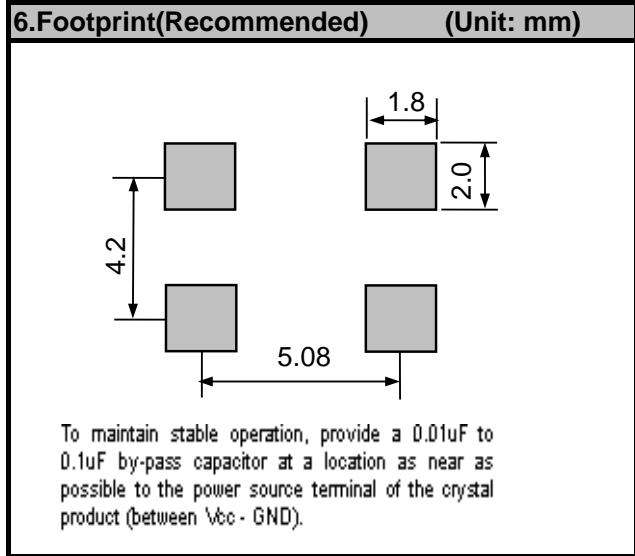 6.Footprint(Recommended) (Unit: mm)
1.8
2.0
4.2
5.08
To maintain stable operation, provide a 0.01uF to
0.1uF by-pass capacitor at a location as near as
possible to the power source terminal of the crystal
product (between Vcc - GND).